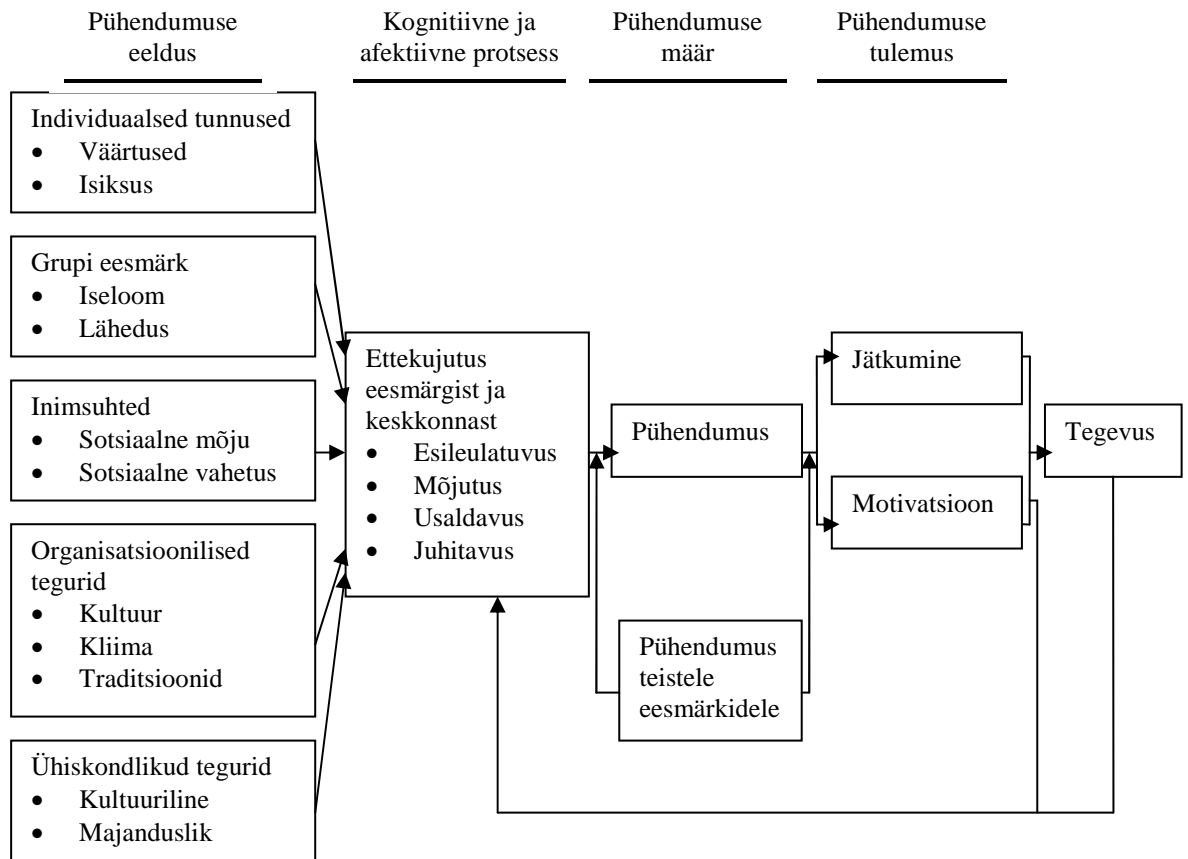 Pühendumuse
eeldus
Kognitiivne ja
afektiivne protsess
Pühendumuse
määr
Pühendumuse
tulemus
Individuaalsed tunnused
• Väärtused
• Isiksus
Grupi eesmärk
• Iseloom
• Lähedus
Inimsuhted
• Sotsiaalne mõju
• Sotsiaalne vahetus
Organisatsioonilised
tegurid
• Kultuur
• Kliima
• Traditsioonid
Ühiskondlikud tegurid
• Kultuuriline
• Majanduslik
Ettekujutus
eesmärgist ja
keskkonnast
• Esileulatuvus
• Mõjutus
• Usaldavus
• Juhitavus
Pühendumus
Pühendumus
teistele
eesmärkidele
Jätkumine
Motivatsioon
Tegevus